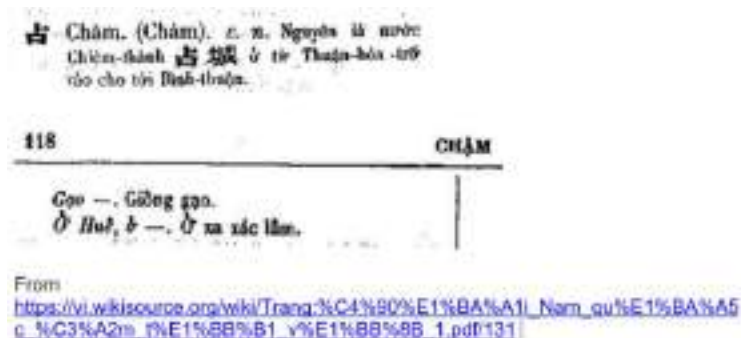 占 Chàm. (Chăm). c. n. Nguyên là nước
Chiêm-thành 占城 ở từ Thuận-hóa trở
vào cho tới Bình-thuận.
118 CHẬM
Gạo —. Giống gạo.
Ở Huế, ở —. Ở xa xác lắm.
From
https://vi.wikisource.org/wiki/Trang:%C4%90%E1%BA%A1i_Nam_qu%E1%BA%A5
c_%C3%A2m_t%E1%BB%B1_v%E1%BB%8B_1.pdf/131